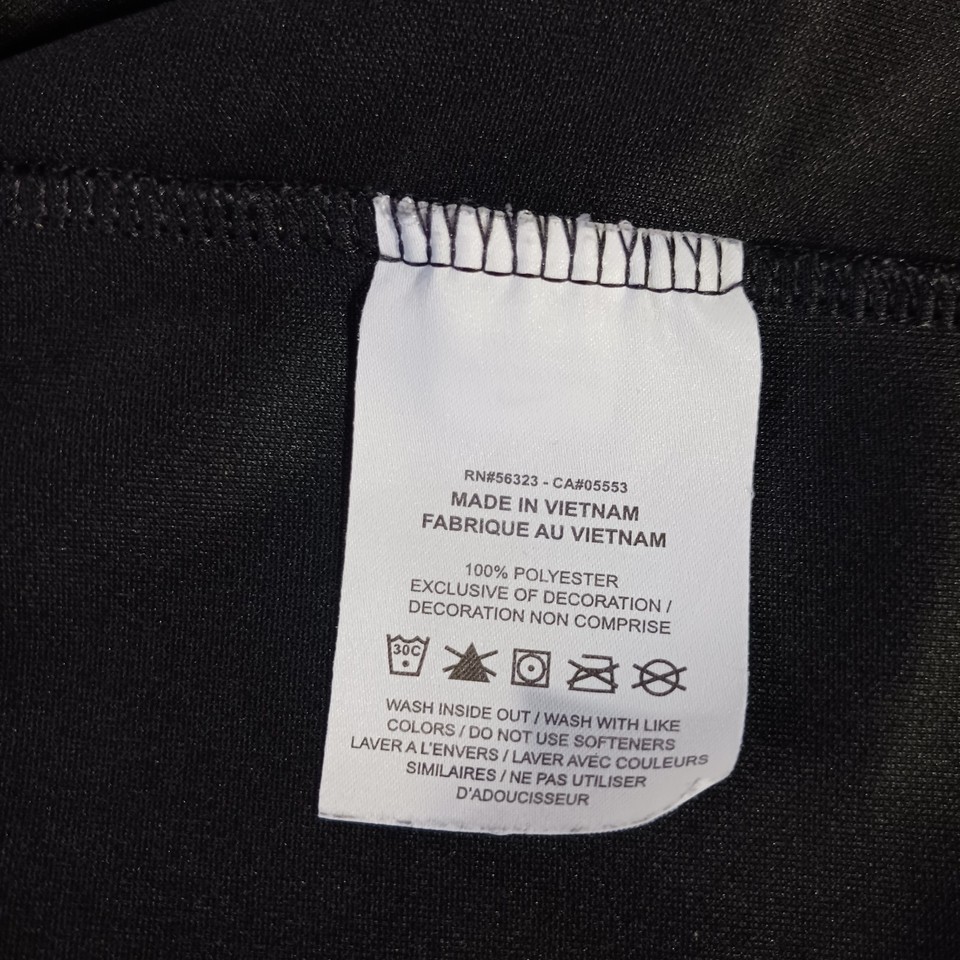 RN#56323 - CA#05553
MADE IN VIETNAM
FABRIQUE AU VIETNAM
100% POLYESTER
EXCLUSIVE OF DECORATION /
DECORATION NON COMPRISE
30C
WASH INSIDE OUT / WASH WITH LIKE
COLORS / DO NOT USE SOFTENERS
LAVER A L'ENVERS / LAVER AVEC COULEURS
SIMILAIRES / NE PAS UTILISER
D'ADOUCISSEUR